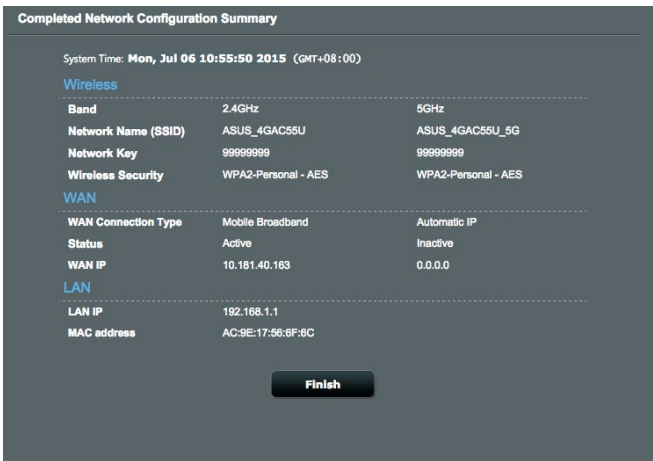 Completed Network Configuration Summary
System Time: Mon, Jul 06 10:55:50 2015 (GMT+08:00)
Wireless
Band 2.4GHz 5GHz
Network Name (SSID) ASUS_4GAC55U ASUS_4GAC55U_5G
Network Key 99999999 99999999
Wireless Security WPA2-Personal - AES WPA2-Personal - AES
WAN
WAN Connection Type Mobile Broadband Automatic IP
Status Active Inactive
WAN IP 10.181.40.163 0.0.0.0
LAN
LAN IP 192.168.1.1
MAC address AC:9E:17:56:6F:6C
Finish